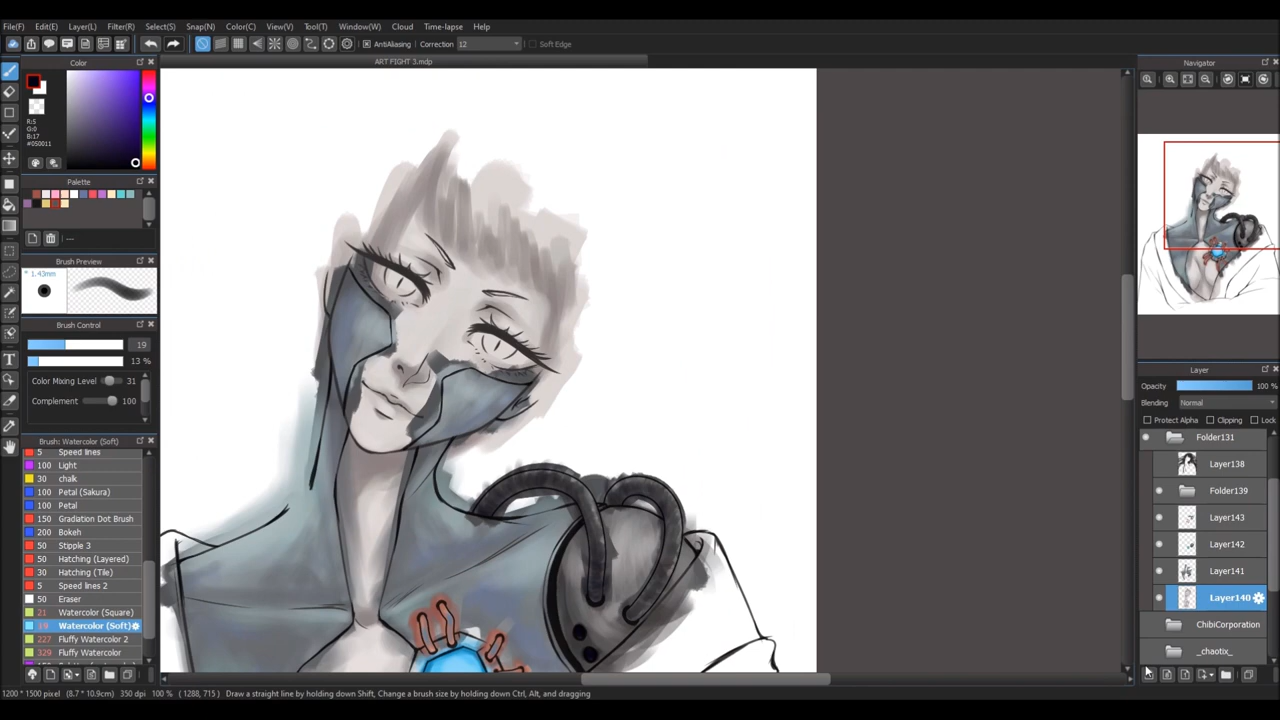 File(F) Edit(E) Layer(L) Filter(R) Select(S) Snap(N) Color(C) View(V) Tool(T) Window(W) Cloud Time-lapse Help
AntiAliasing Correction 12 Soft Edge
ART FIGHT 3.mdp
Color
R:5
G:0
B:17
#050011
Palette
---
Brush Preview
* 1.43mm
Brush Control
19
13 %
Color Mixing Level 31
Complement 100
Brush: Watercolor (Soft)
5 Speed lines
100 Light
30 chalk
100 Petal (Sakura)
100 Petal
150 Gradation Dot Brush
200 Bokeh
50 Stipple 3
50 Hatching (Layered)
30 Hatching (Tile)
5 Speed lines 2
50 Eraser
21 Watercolor (Square)
19 Watercolor (Soft)
227 Fluffy Watercolor 2
329 Fluffy Watercolor
Navigator
Layer
Opacity 100 %
Blending Normal
Protect Alpha Clipping Lock
Folder131
Layer138
Folder139
Layer143
Layer142
Layer141
Layer140
ChibiCorporation
_chaotix_
1200 * 1500 pixel (8.7 * 10.9cm) 350 dpi 100 % ( 1288, 715 ) Draw a straight line by holding down Shift, Change a brush size by holding down Ctrl, Alt, and dragging